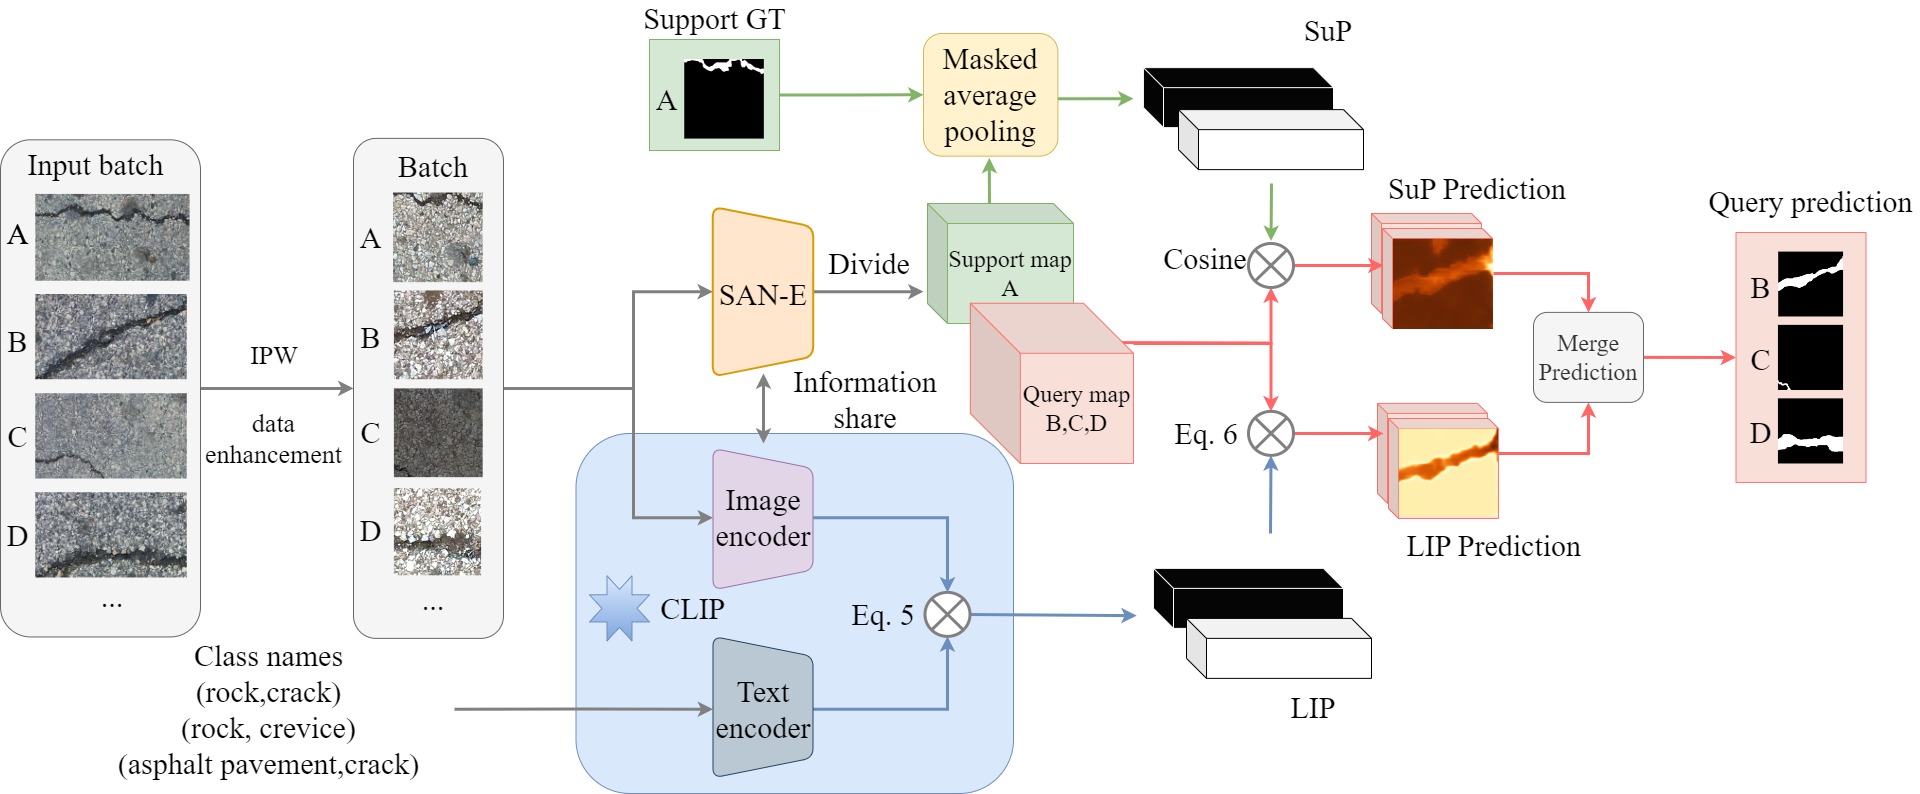 Support GT
A
Masked
average
pooling
SuP
Input batch
A
B
C
D
...
IPW
data
enhancement
Batch
A
B
C
D
...
SAN-E
Divide
Support map
A
Query map
B,C,D
Information
share
Cosine
Eq. 6
SuP Prediction
LIP Prediction
Merge
Prediction
Query prediction
B
C
D
Image
encoder
CLIP
Eq. 5
Text
encoder
LIP
Class names
(rock,crack)
(rock, crevice)
(asphalt pavement,crack)